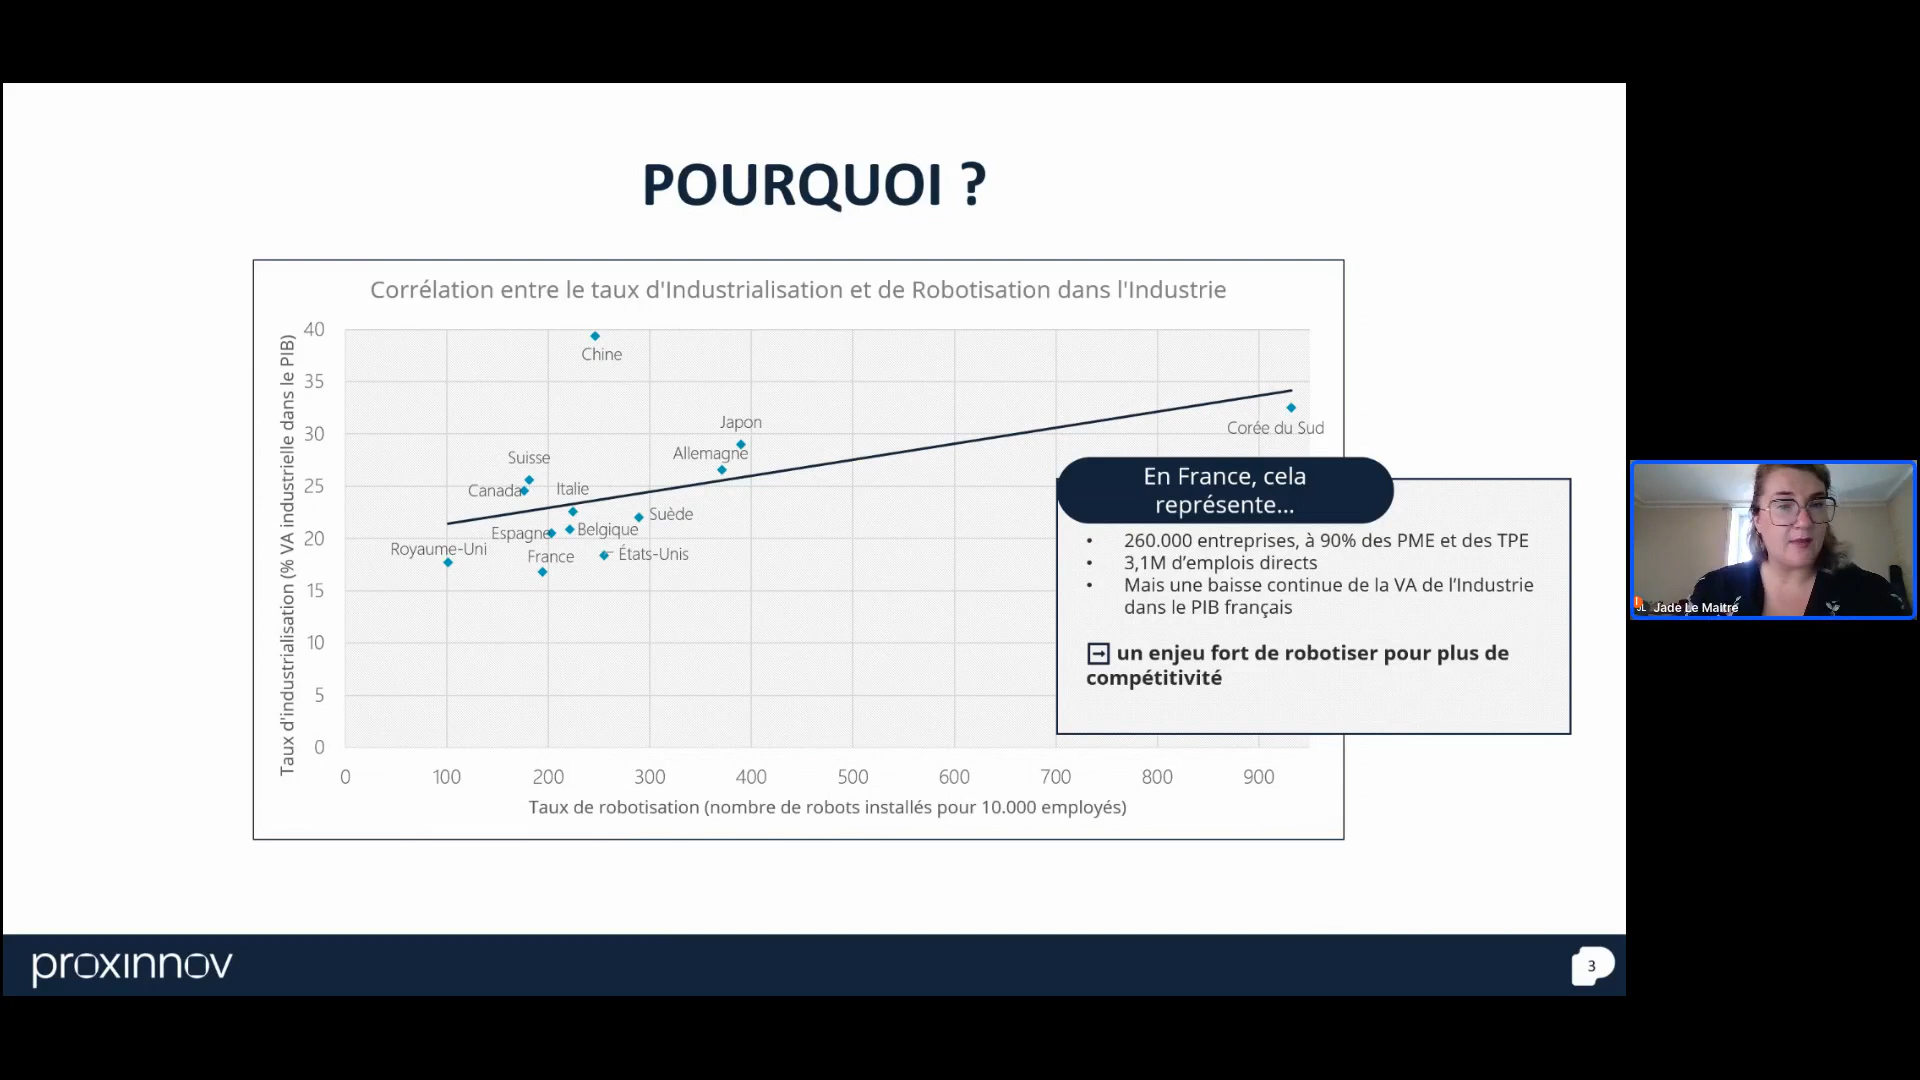 POURQUOI ?
Corrélation entre le taux d'Industrialisation et de Robotisation dans l'Industrie
Taux d'industrialisation (% VA industrielle dans le PIB)
40
35
30
25
20
15
10
5
0
Chine
Japon
Allemagne
Corée du Sud
Suisse
Canada
Italie
Suède
Espagne
Belgique
Royaume-Uni
France
États-Unis
0 100 200 300 400 500 600 700 800 900
Taux de robotisation (nombre de robots installés pour 10.000 employés)
En France, cela
représente...
• 260.000 entreprises, à 90% des PME et des TPE
• 3,1M d’emplois directs
• Mais une baisse continue de la VA de l’Industrie
dans le PIB français
➡ un enjeu fort de robotiser pour plus de
compétitivité
proxinnov
3
JL Jade Le Maitre